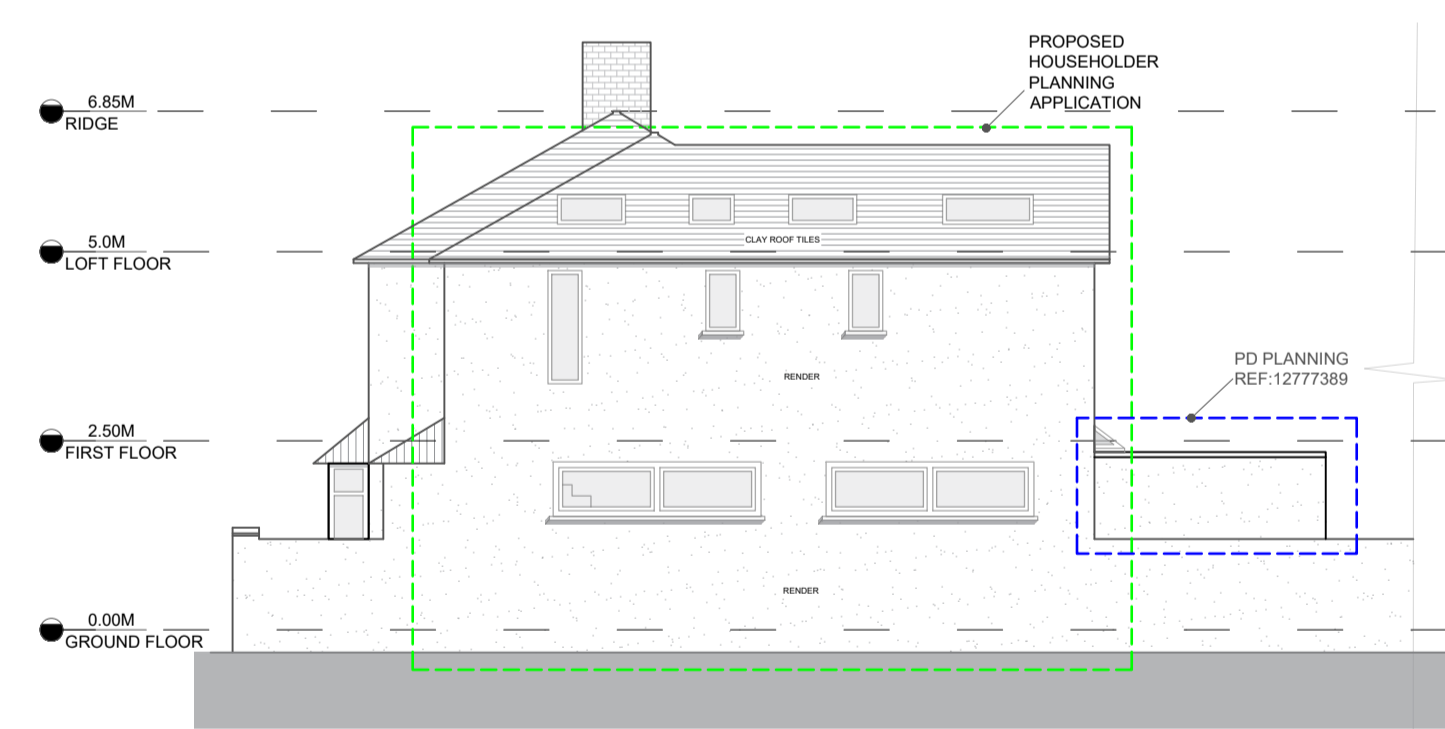 PROPOSED
HOUSEHOLDER
PLANNING
APPLICATION
6.85M
RIDGE
5.0M
LOFT FLOOR
CLAY ROOF TILES
RENDER
PD PLANNING
REF:12777389
2.50M
FIRST FLOOR
RENDER
0.00M
GROUND FLOOR